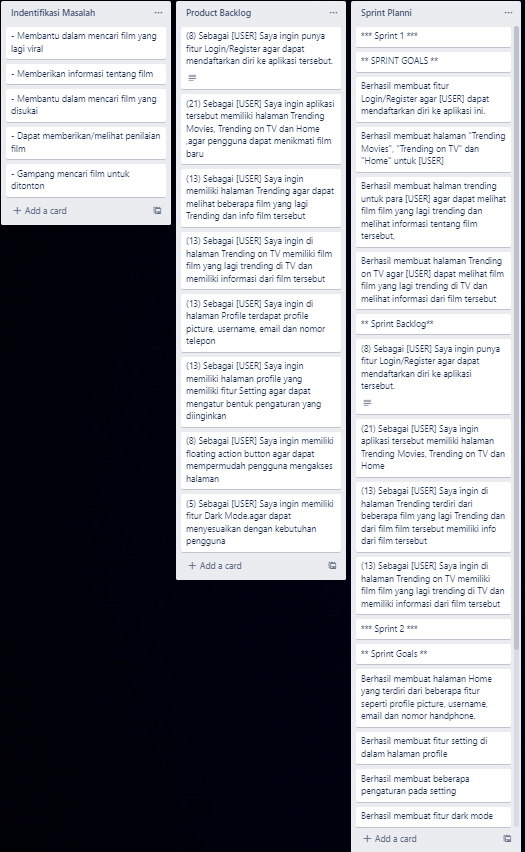 Indentifikasi Masalah
- Membantu dalam mencari film yang
lagi viral
- Memberikan informasi tentang film
- Membantu dalam mencari film yang
disukai
- Dapat memberikan/melihat penilaian
film
- Gampang mencari film untuk
ditonton
+ Add a card
Product Backlog
(8) Sebagai [USER] Saya ingin punya
fitur Login/Register agar dapat
mendaftarkan diri ke aplikasi tersebut.
(21) Sebagai [USER] Saya ingin aplikasi
tersebut memiliki halaman Trending
Movies, Trending on TV dan Home
,agar pengguna dapat menikmati film
baru
(13) Sebagai [USER] Saya ingin
memiliki halaman Trending agar dapat
melihat beberapa film yang lagi
Trending dan info film tersebut
(13) Sebagai [USER] Saya ingin di
halaman Trending on TV memiliki film
film yang lagi trending di TV dan
memiliki informasi dari film tersebut
(13) Sebagai [USER] Saya ingin di
halaman Profile terdapat profile
picture, username, email dan nomor
telepon
(13) Sebagai [USER] Saya ingin
memiliki halaman profile yang
memiliki fitur Setting agar dapat
mengatur bentuk pengaturan yang
diinginkan
(8) Sebagai [USER] Saya ingin memiliki
floating action button agar dapat
mempermudah pengguna mengakses
halaman
(5) Sebagai [USER] Saya ingin memiliki
fitur Dark Mode.agar dapat
menyesuaikan dengan kebutuhan
pengguna
+ Add a card
Sprint Planni
*** Sprint 1 ***
** SPRINT GOALS **
Berhasil membuat fitur
Login/Register agar [USER] dapat
mendaftarkan diri ke aplikasi ini.
Berhasil membuat halaman "Trending
Movies", "Trending on TV" dan
"Home" untuk [USER]
Berhasil membuat halman trending
untuk para [USER] agar dapat melihat
film film yang lagi trending dan
melihat informasi tentang film
tersebut,
Berhasil membuat halaman Trending
on TV agar [USER] dapat melihat film
film yang lagi trending di TV dan
melihat informasi dari film tersebut
** Sprint Backlog**
(8) Sebagai [USER] Saya ingin punya
fitur Login/Register agar dapat
mendaftarkan diri ke aplikasi
tersebut.
(21) Sebagai [USER] Saya ingin
aplikasi tersebut memiliki halaman
Trending Movies, Trending on TV dan
Home
(13) Sebagai [USER] Saya ingin di
halaman Trending terdiri dari
beberapa film yang lagi Trending dan
dari film film tersebut memiliki info
dari film tersebut
(13) Sebagai [USER] Saya ingin di
halaman Trending on TV memiliki
film film yang lagi trending di TV dan
memiliki informasi dari film tersebut
*** Sprint 2 ***
** Sprint Goals **
Berhasil membuat halaman Home
yang terdiri dari beberapa fitur
seperti profile picture, username,
email dan nomor handphone.
Berhasil membuat fitur setting di
dalam halaman profile
Berhasil membuat beberapa
pengaturan pada setting
Berhasil membuat fitur dark mode
+ Add a card